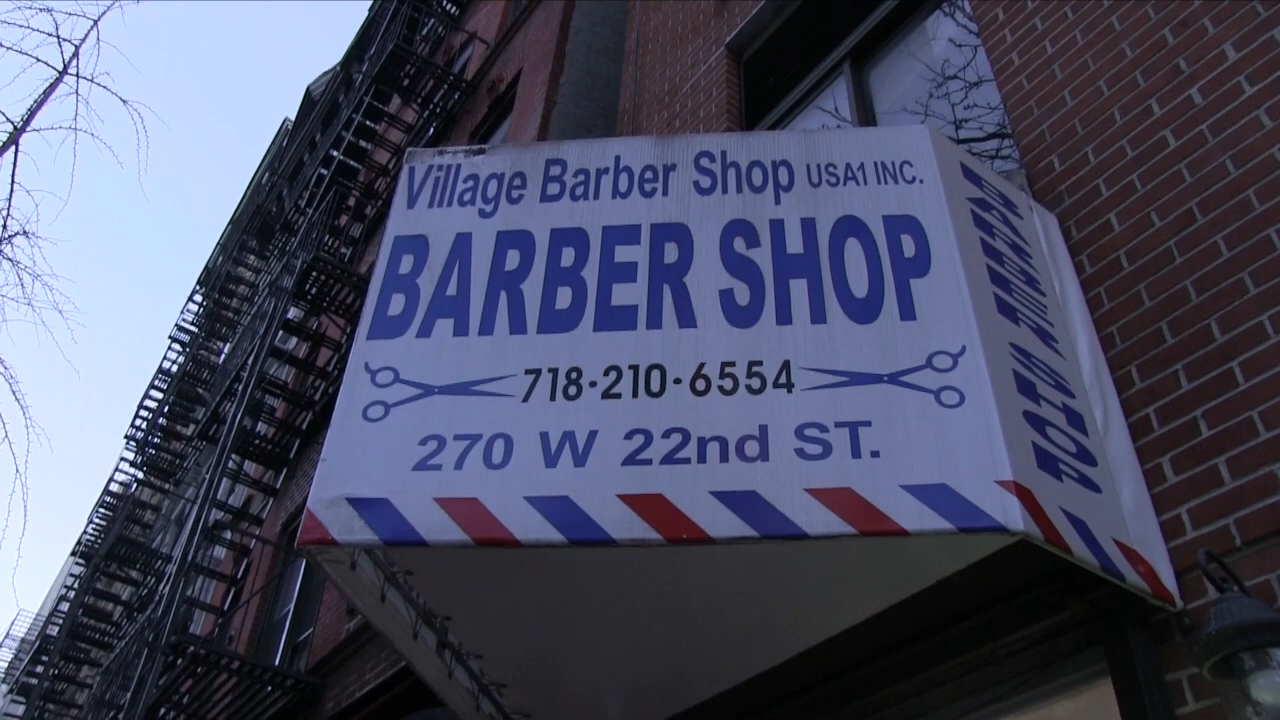 Village Barber Shop USA1 INC.
BARBER SHOP
718-210-6554
270 W 22nd ST.
BARBER SHOP